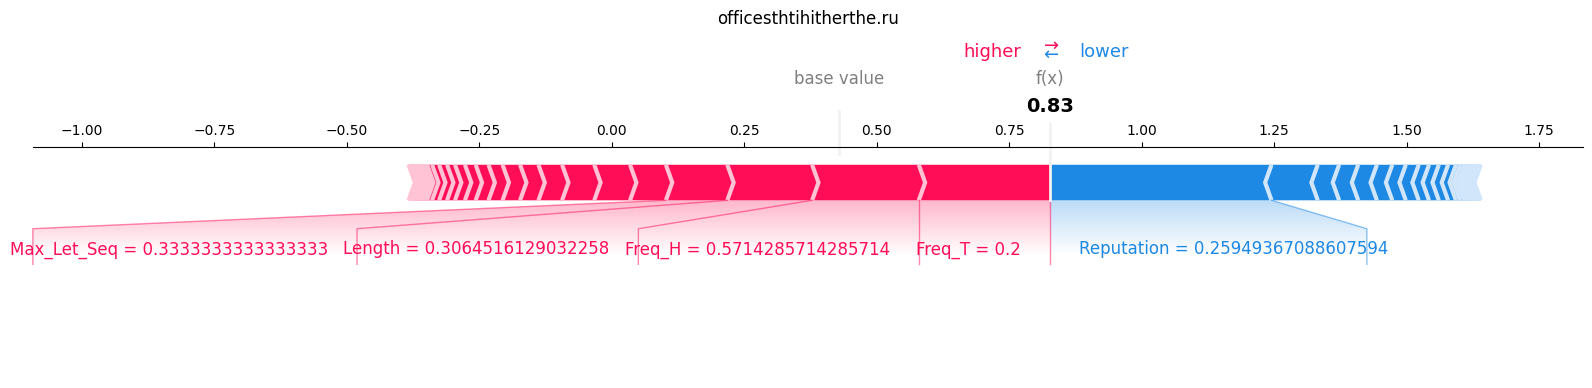 officesthtihitherthe.ru
higher ⇄ lower
base value f(x)
0.83
−1.00 −0.75 −0.50 −0.25 0.00 0.25 0.50 0.75 1.00 1.25 1.50 1.75
Max_Let_Seq = 0.3333333333333333 Length = 0.3064516129032258 Freq_H = 0.5714285714285714 Freq_T = 0.2 Reputation = 0.25949367088607594